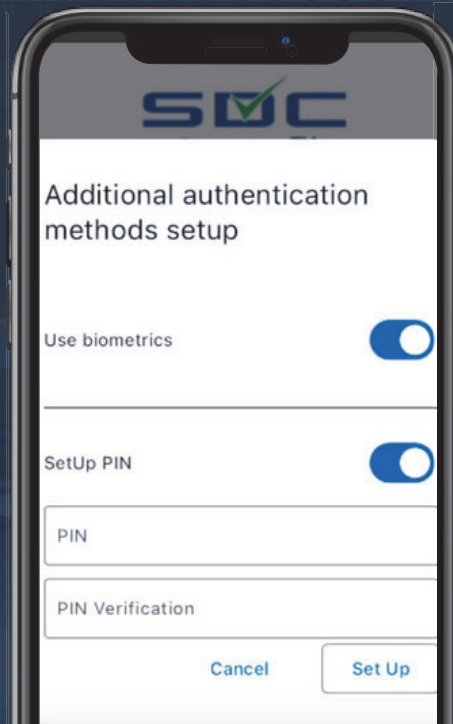 SDC
Additional authentication
methods setup
Use biometrics
SetUp PIN
PIN
PIN Verification
Cancel
Set Up